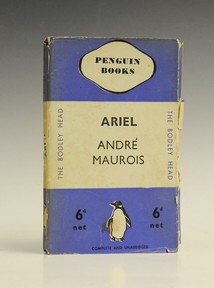 PENGUIN
BOOKS
ARIEL
ANDRÉ
MAUROIS
THE BODLEY HEAD
THE BODLEY HEAD
6ᵈ
net
6ᵈ
net
COMPLETE AND UNABRIDGED